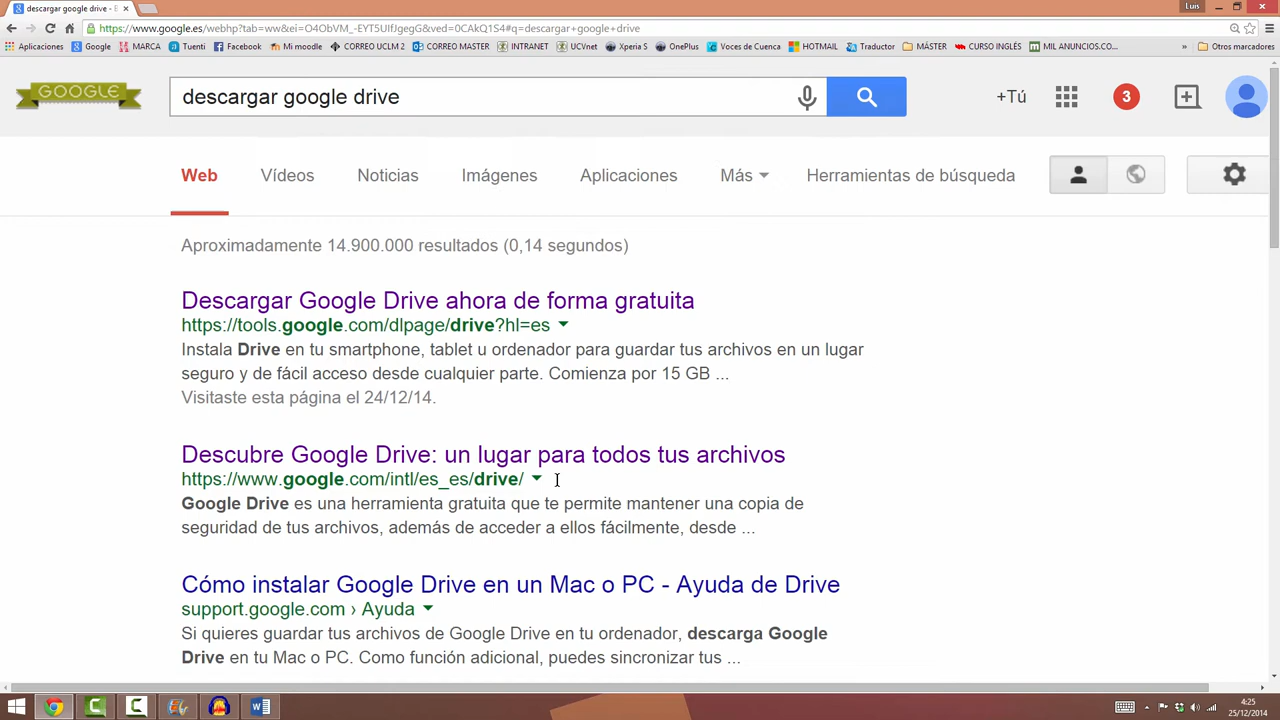 descargar google drive - B
Luis
https://www.google.es/webhp?tab=ww&ei=O4ObVM_-EYT5UIfJgegG&ved=0CAkQ1S4#q=descargar+google+drive
Aplicaciones Google MARCA Tuenti Facebook Mi moodle CORREO UCLM 2 CORREO MASTER INTRANET UCVnet Xperia S OnePlus Voces de Cuenca HOTMAIL Traductor MÁSTER CURSO INGLÉS MIL ANUNCIOS.CO... » Otros marcadores
GOOGLE
descargar google drive
+Tú 3
Web Vídeos Noticias Imágenes Aplicaciones Más Herramientas de búsqueda
Aproximadamente 14.900.000 resultados (0,14 segundos)
Descargar Google Drive ahora de forma gratuita
https://tools.google.com/dlpage/drive?hl=es
Instala Drive en tu smartphone, tablet u ordenador para guardar tus archivos en un lugar
seguro y de fácil acceso desde cualquier parte. Comienza por 15 GB ...
Visitaste esta página el 24/12/14.
Descubre Google Drive: un lugar para todos tus archivos
https://www.google.com/intl/es_es/drive/
Google Drive es una herramienta gratuita que te permite mantener una copia de
seguridad de tus archivos, además de acceder a ellos fácilmente, desde ...
Cómo instalar Google Drive en un Mac o PC - Ayuda de Drive
support.google.com › Ayuda
Si quieres guardar tus archivos de Google Drive en tu ordenador, descarga Google
Drive en tu Mac o PC. Como función adicional, puedes sincronizar tus ...
4:25
25/12/2014